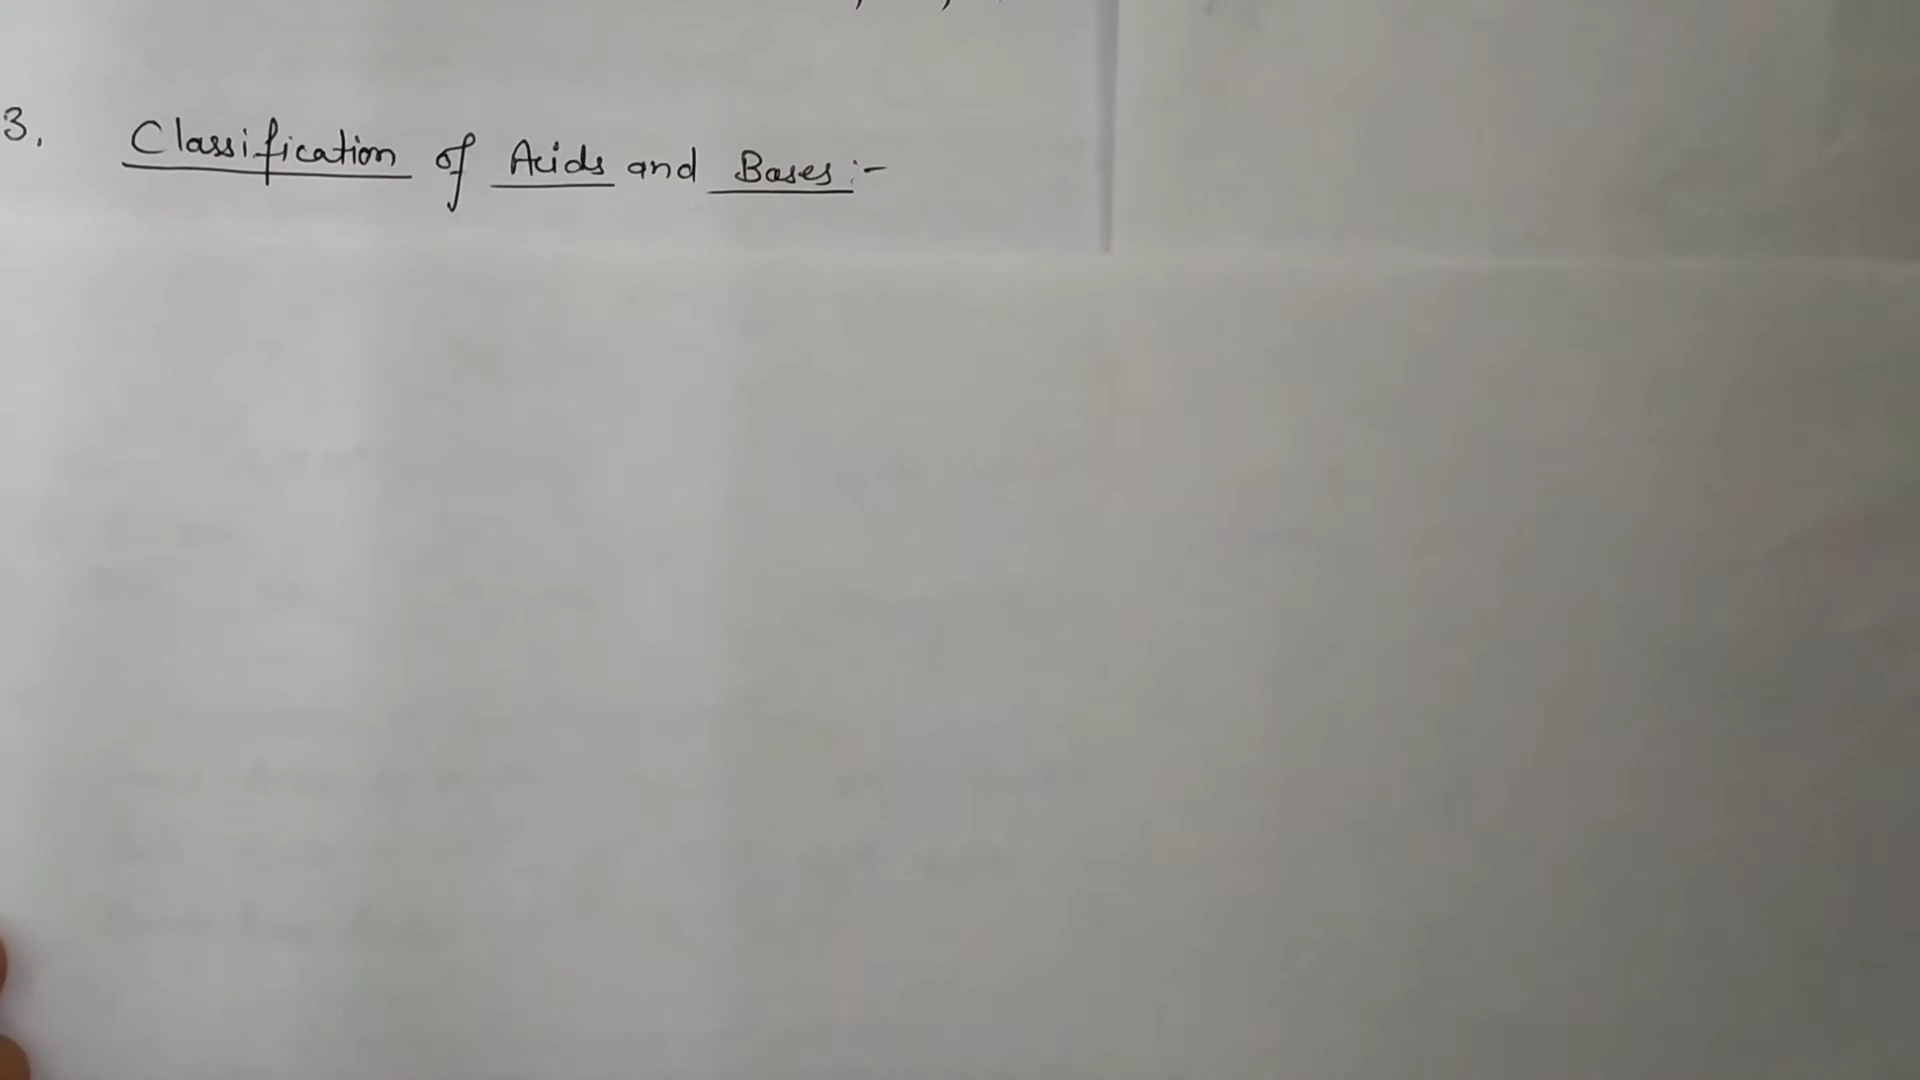 3. Classification of Acids and Bases :-